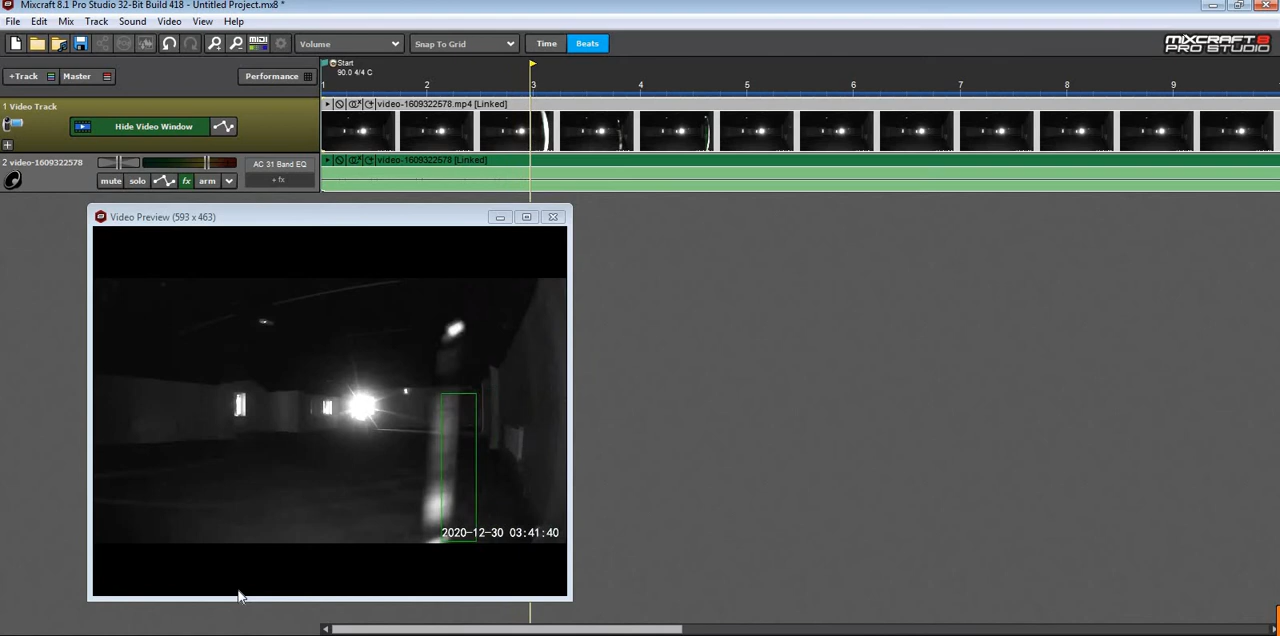 Mixcraft 8.1 Pro Studio 32-Bit Build 418 - Untitled Project.mx8 *
File Edit Mix Track Sound Video View Help
Volume Snap To Grid Time Beats MIXCRAFT 8 PRO STUDIO
+Track Master Performance
Start
90.0 4/4 C
1 2 3 4 5 6 7 8 9
1 Video Track
video-1609322578.mp4 [Linked]
Hide Video Window
2 video-1609322578
AC 31 Band EQ
video-1609322578 [Linked]
mute solo fx arm + fx
Video Preview (593 x 463)
2020-12-30 03:41:40